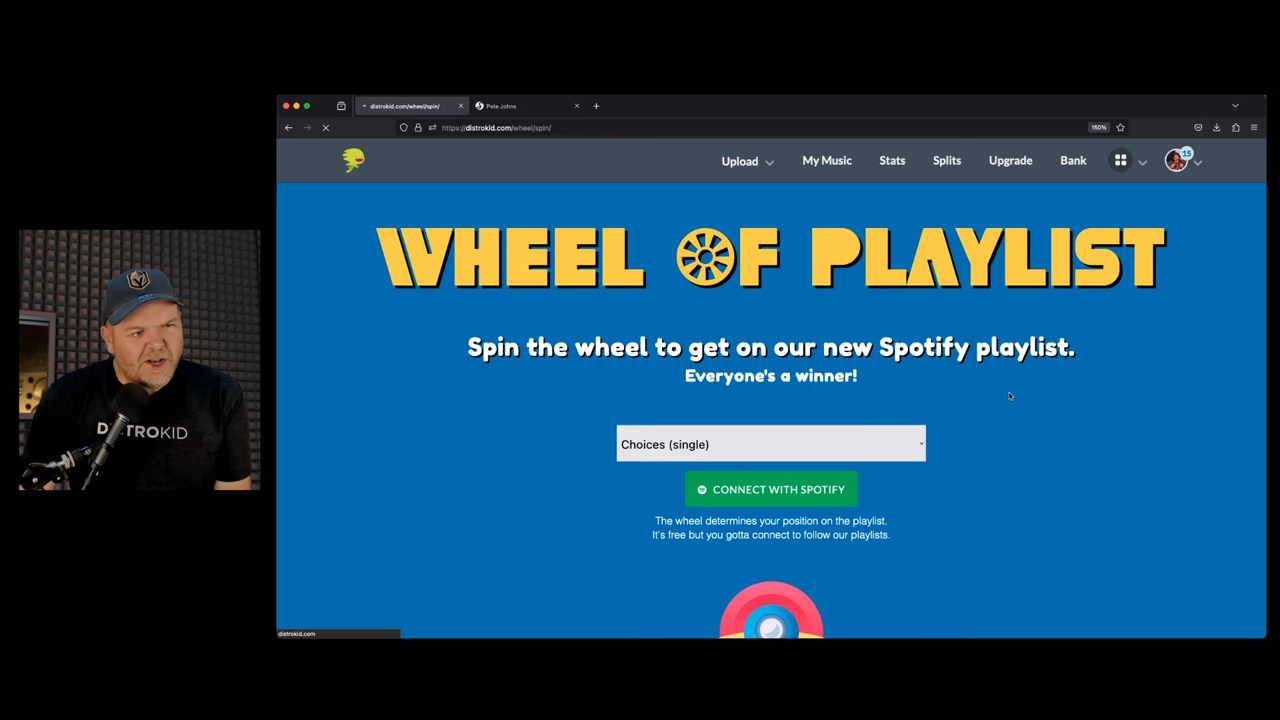 distrokid.com/wheel/spin/
Pete Johns
https://distrokid.com/wheel/spin/
150%
Upload
My Music
Stats
Splits
Upgrade
Bank
15
WHEEL OF PLAYLIST
Spin the wheel to get on our new Spotify playlist.
Everyone's a winner!
Choices (single)
CONNECT WITH SPOTIFY
The wheel determines your position on the playlist.
It's free but you gotta connect to follow our playlists.
distrokid.com
DISTROKID